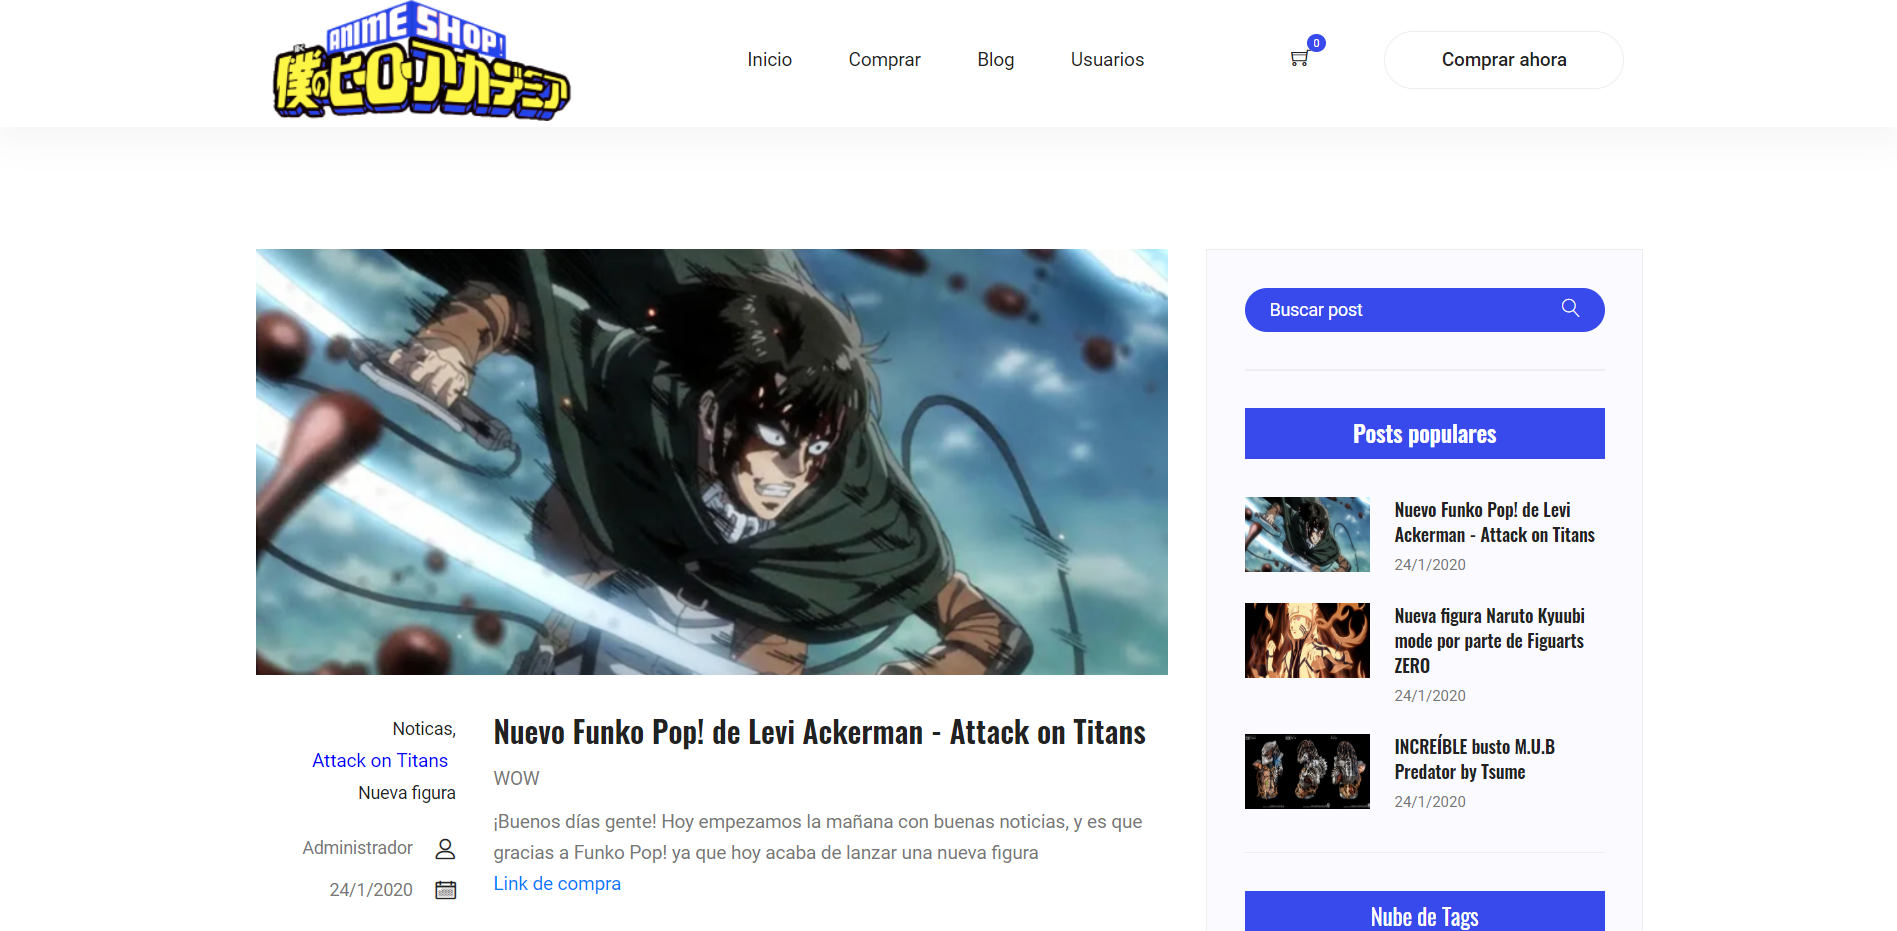 ANIME SHOP!
僕のヒーローアカデミア
Inicio
Comprar
Blog
Usuarios
0
Comprar ahora
Buscar post
Posts populares
Nuevo Funko Pop! de Levi
Ackerman - Attack on Titans
24/1/2020
Nueva figura Naruto Kyuubi
mode por parte de Figuarts
ZERO
24/1/2020
INCREÍBLE busto M.U.B
Predator by Tsume
24/1/2020
Nube de Tags
Noticas,
Attack on Titans
Nueva figura
Administrador
24/1/2020
Nuevo Funko Pop! de Levi Ackerman - Attack on Titans
WOW
¡Buenos días gente! Hoy empezamos la mañana con buenas noticias, y es que
gracias a Funko Pop! ya que hoy acaba de lanzar una nueva figura
Link de compra